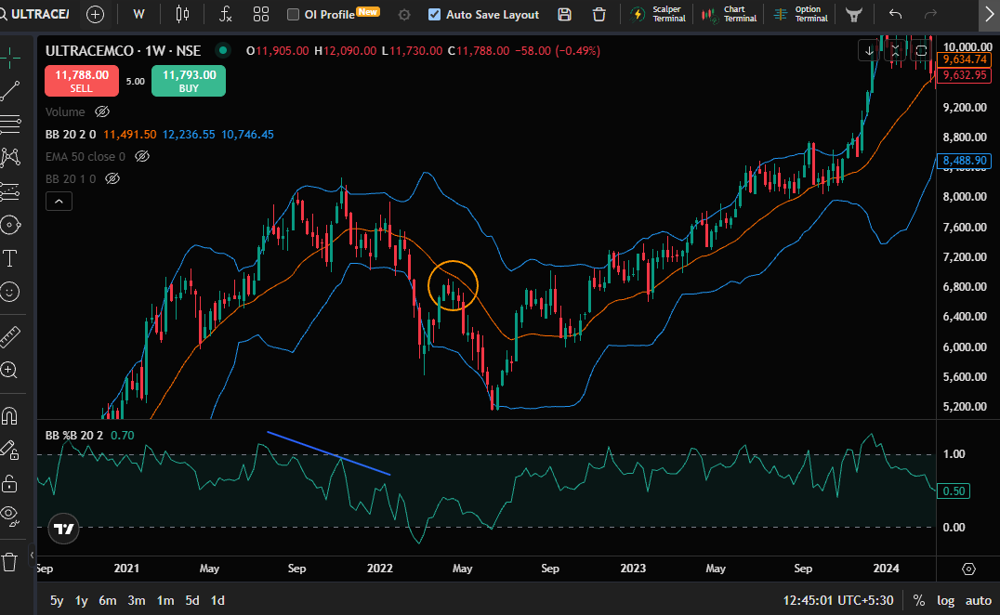 ULTRACEM
W
OI Profile New
Auto Save Layout
Scalper
Terminal
Chart
Terminal
Option
Terminal
ULTRACEMCO · 1W · NSE
O11,905.00 H12,090.00 L11,730.00 C11,788.00 −58.00 (−0.49%)
11,788.00
SELL
5.00
11,793.00
BUY
Volume
BB 20 2 0 11,491.50 12,236.55 10,746.45
EMA 50 close 0
BB 20 1 0
10,000.00
9,634.74
9,632.95
9,200.00
8,800.00
8,488.90
8,000.00
7,600.00
7,200.00
6,800.00
6,400.00
6,000.00
5,600.00
5,200.00
BB %B 20 2 0.70
1.00
0.50
0.00
Sep 2021 May Sep 2022 May Sep 2023 May Sep 2024
5y 1y 6m 3m 1m 5d 1d
12:45:01 UTC+5:30 % log auto